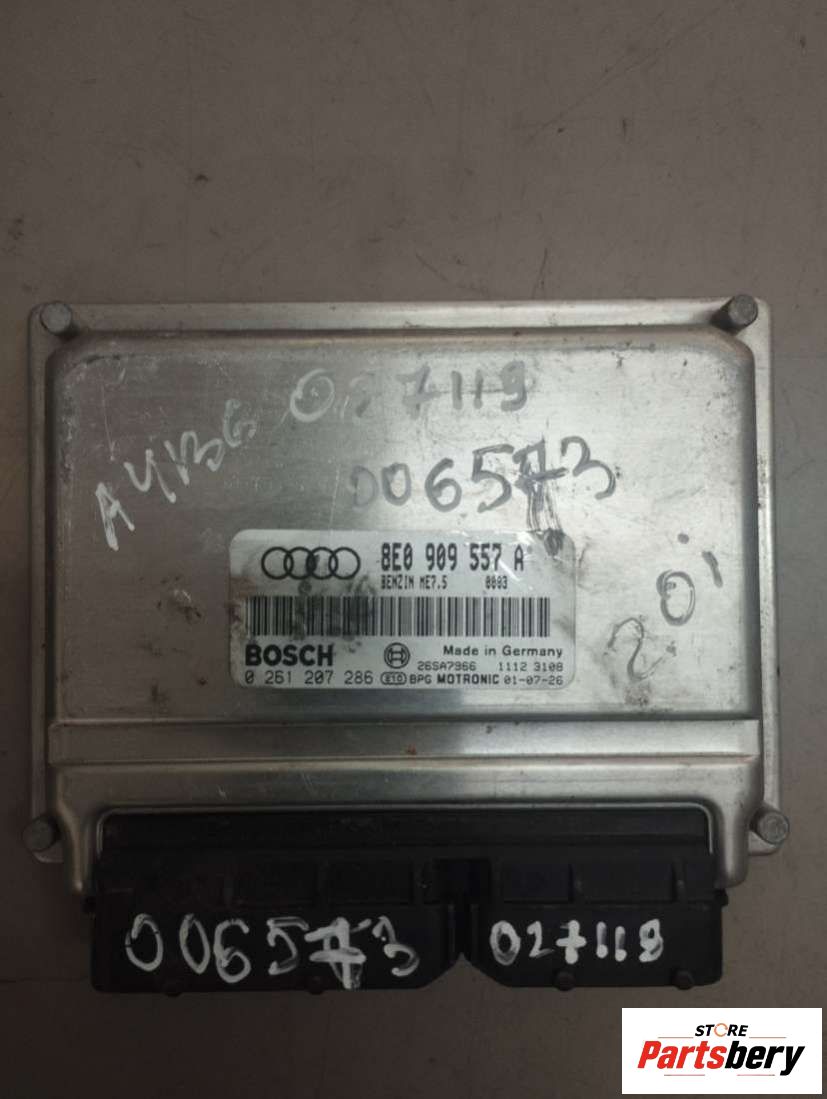 027119
A4B6
006573
8E0 909 557 A
BENZIN ME7.5 0003
20i
BOSCH Made in Germany
26SA7966 1112 3108
0 261 207 286 E10 BPG MOTRONIC 01-07-26
006573 027119
STORE
Partsbery